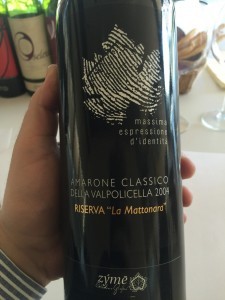 massima
espressione
d'identità
AMARONE CLASSICO
DELLA VALPOLICELLA 2004
RISERVA "La Mattonara"
zýmē